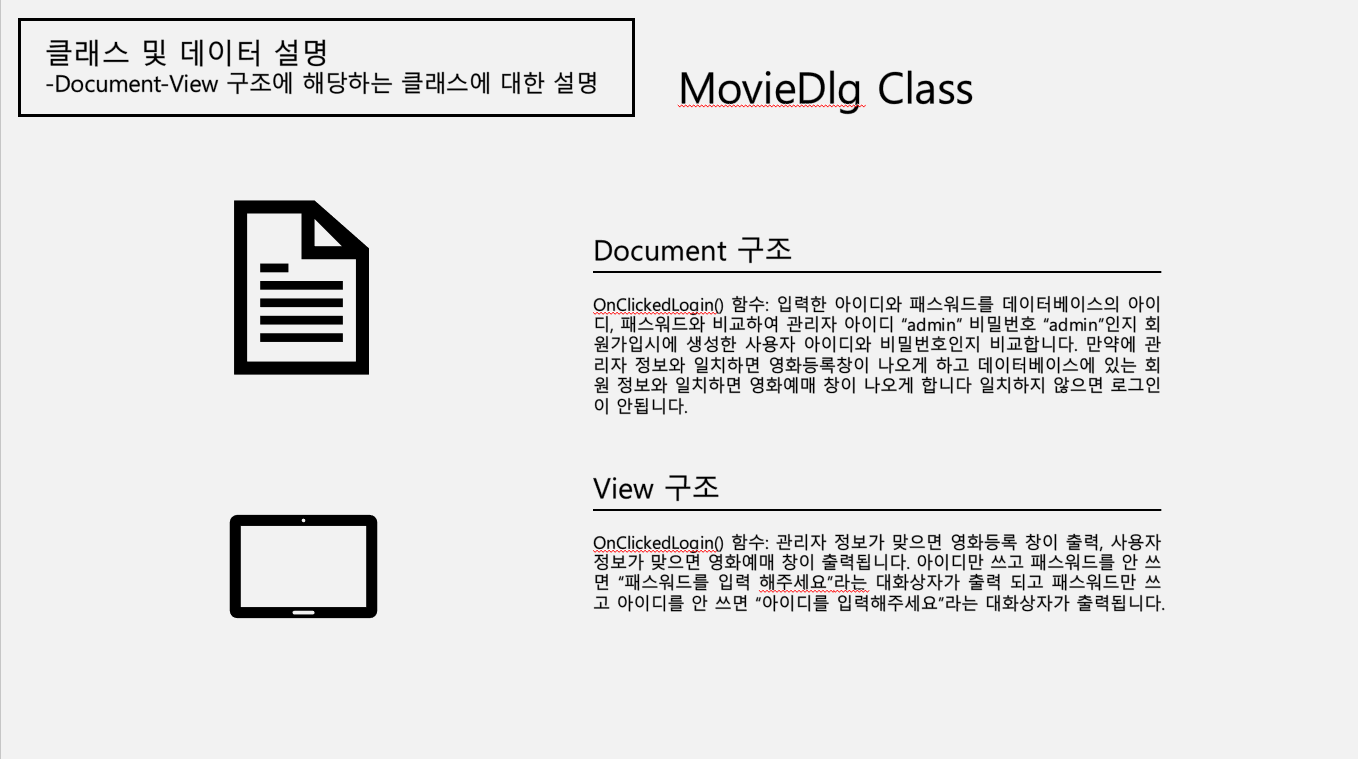 클래스 및 데이터 설명
-Document-View 구조에 해당하는 클래스에 대한 설명
MovieDlg Class
Document 구조
OnClickedLogin() 함수: 입력한 아이디와 패스워드를 데이터베이스의 아이
디, 패스워드와 비교하여 관리자 아이디 “admin” 비밀번호 “admin”인지 회
원가입시에 생성한 사용자 아이디와 비밀번호인지 비교합니다. 만약에 관
리자 정보와 일치하면 영화등록창이 나오게 하고 데이터베이스에 있는 회
원 정보와 일치하면 영화예매 창이 나오게 합니다 일치하지 않으면 로그인
이 안됩니다.
View 구조
OnClickedLogin() 함수: 관리자 정보가 맞으면 영화등록 창이 출력, 사용자
정보가 맞으면 영화예매 창이 출력됩니다. 아이디만 쓰고 패스워드를 안 쓰
면 “패스워드를 입력 해주세요”라는 대화상자가 출력 되고 패스워드만 쓰
고 아이디를 안 쓰면 “아이디를 입력해주세요”라는 대화상자가 출력됩니다.